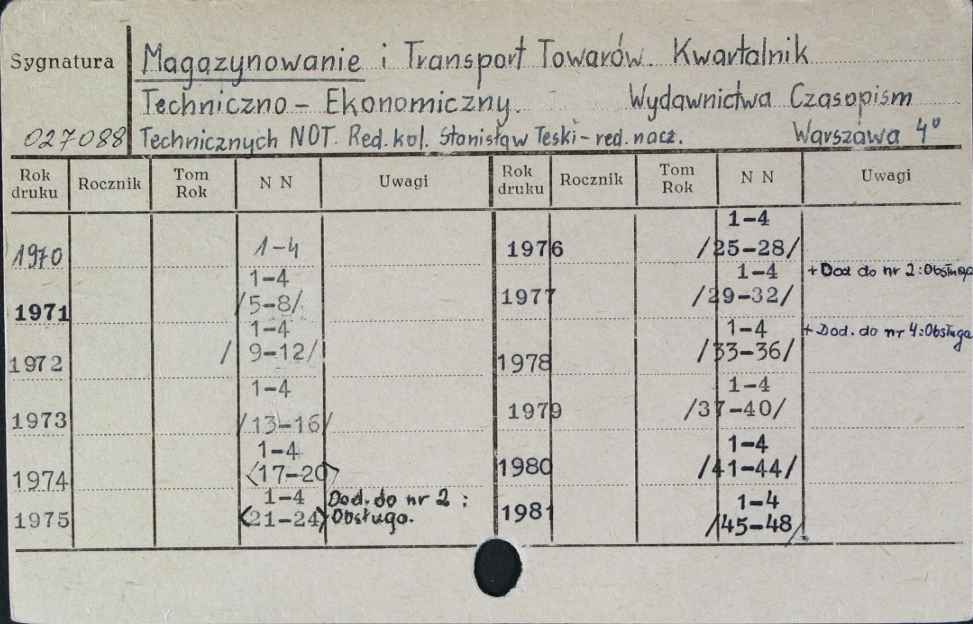 Sygnatura
Magazynowanie i Transport Towarów. Kwartalnik
Techniczno - Ekonomiczny. Wydawnictwa Czasopism
027088 Technicznych NOT. Red. kol. Stanisław Teski - red. nacz. Warszawa 4°
Rok druku Rocznik Tom Rok N N Uwagi Rok druku Rocznik Tom Rok N N Uwagi
1970 1-4
1971 1-4 /5-8/
1972 1-4 / 9-12/
1973 1-4 /13-16/
1974 1-4 <17-20>
1975 1-4 <21-24> Dod. do nr 2 : Obsługa.
1976 1-4 /25-28/
1977 1-4 /29-32/ + Dod do nr 2 : Obsługa
1978 1-4 /33-36/ + Dod. do nr 4 : Obsługa
1979 1-4 /37-40/
1980 1-4 /41-44/
1981 1-4 /45-48/.